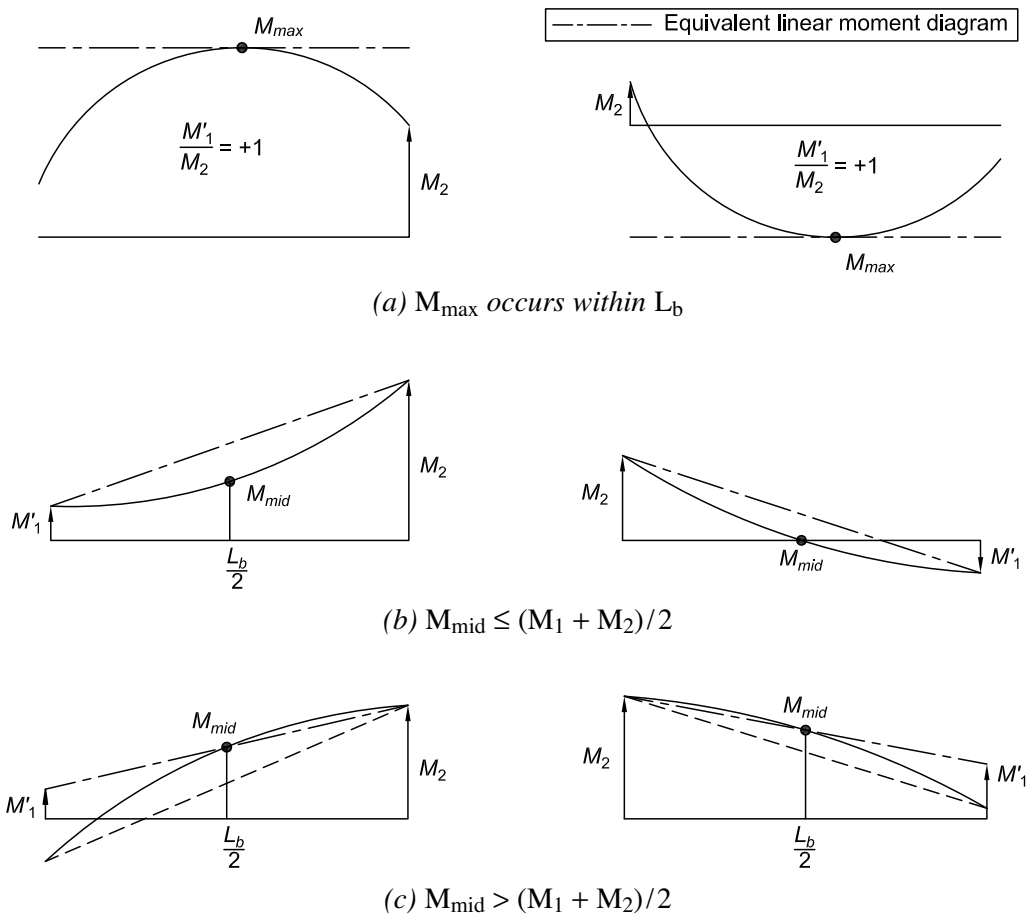 M_max
Equivalent linear moment diagram
M'_1/M_2 = +1
M_2
M_2
M'_1/M_2 = +1
M_max
(a) M_max occurs within L_b
M'_1
M_mid
M_2
L_b/2
M_2
M_mid
M'_1
(b) M_mid ≤ (M_1 + M_2)/2
M'_1
M_mid
M_2
L_b/2
M_2
M_mid
M'_1
L_b/2
(c) M_mid > (M_1 + M_2)/2